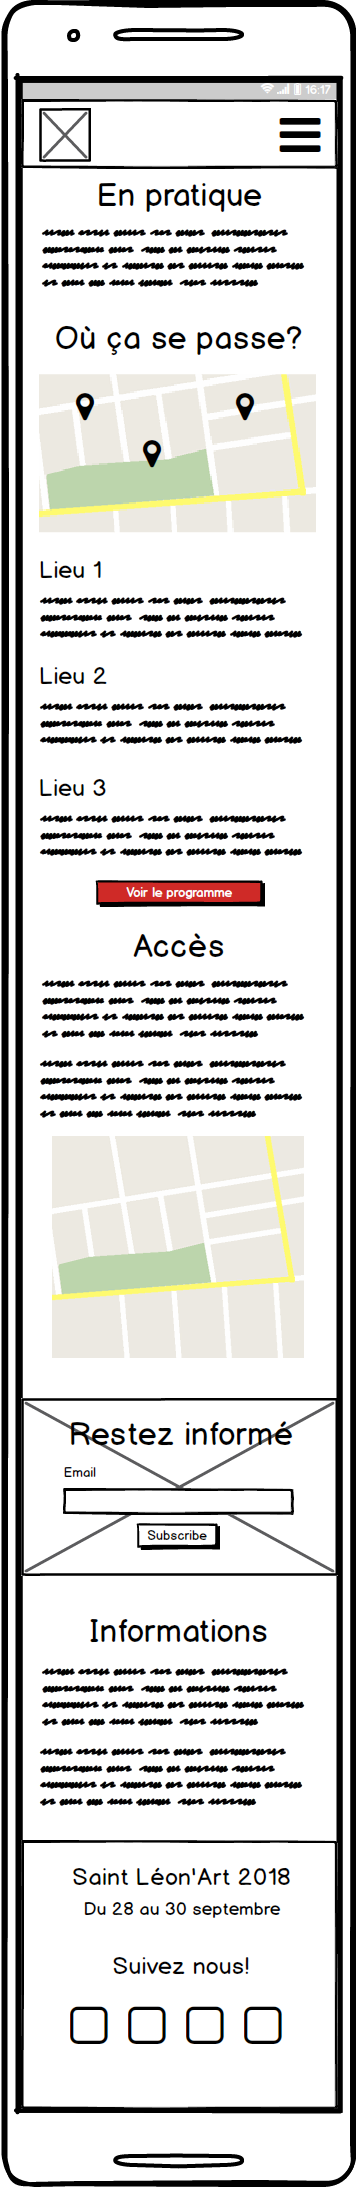 16:17
En pratique
Où ça se passe?
Lieu 1
Lieu 2
Lieu 3
Voir le programme
Accès
Restez informé
Email
Subscribe
Informations
Saint Léon'Art 2018
Du 28 au 30 septembre
Suivez nous!